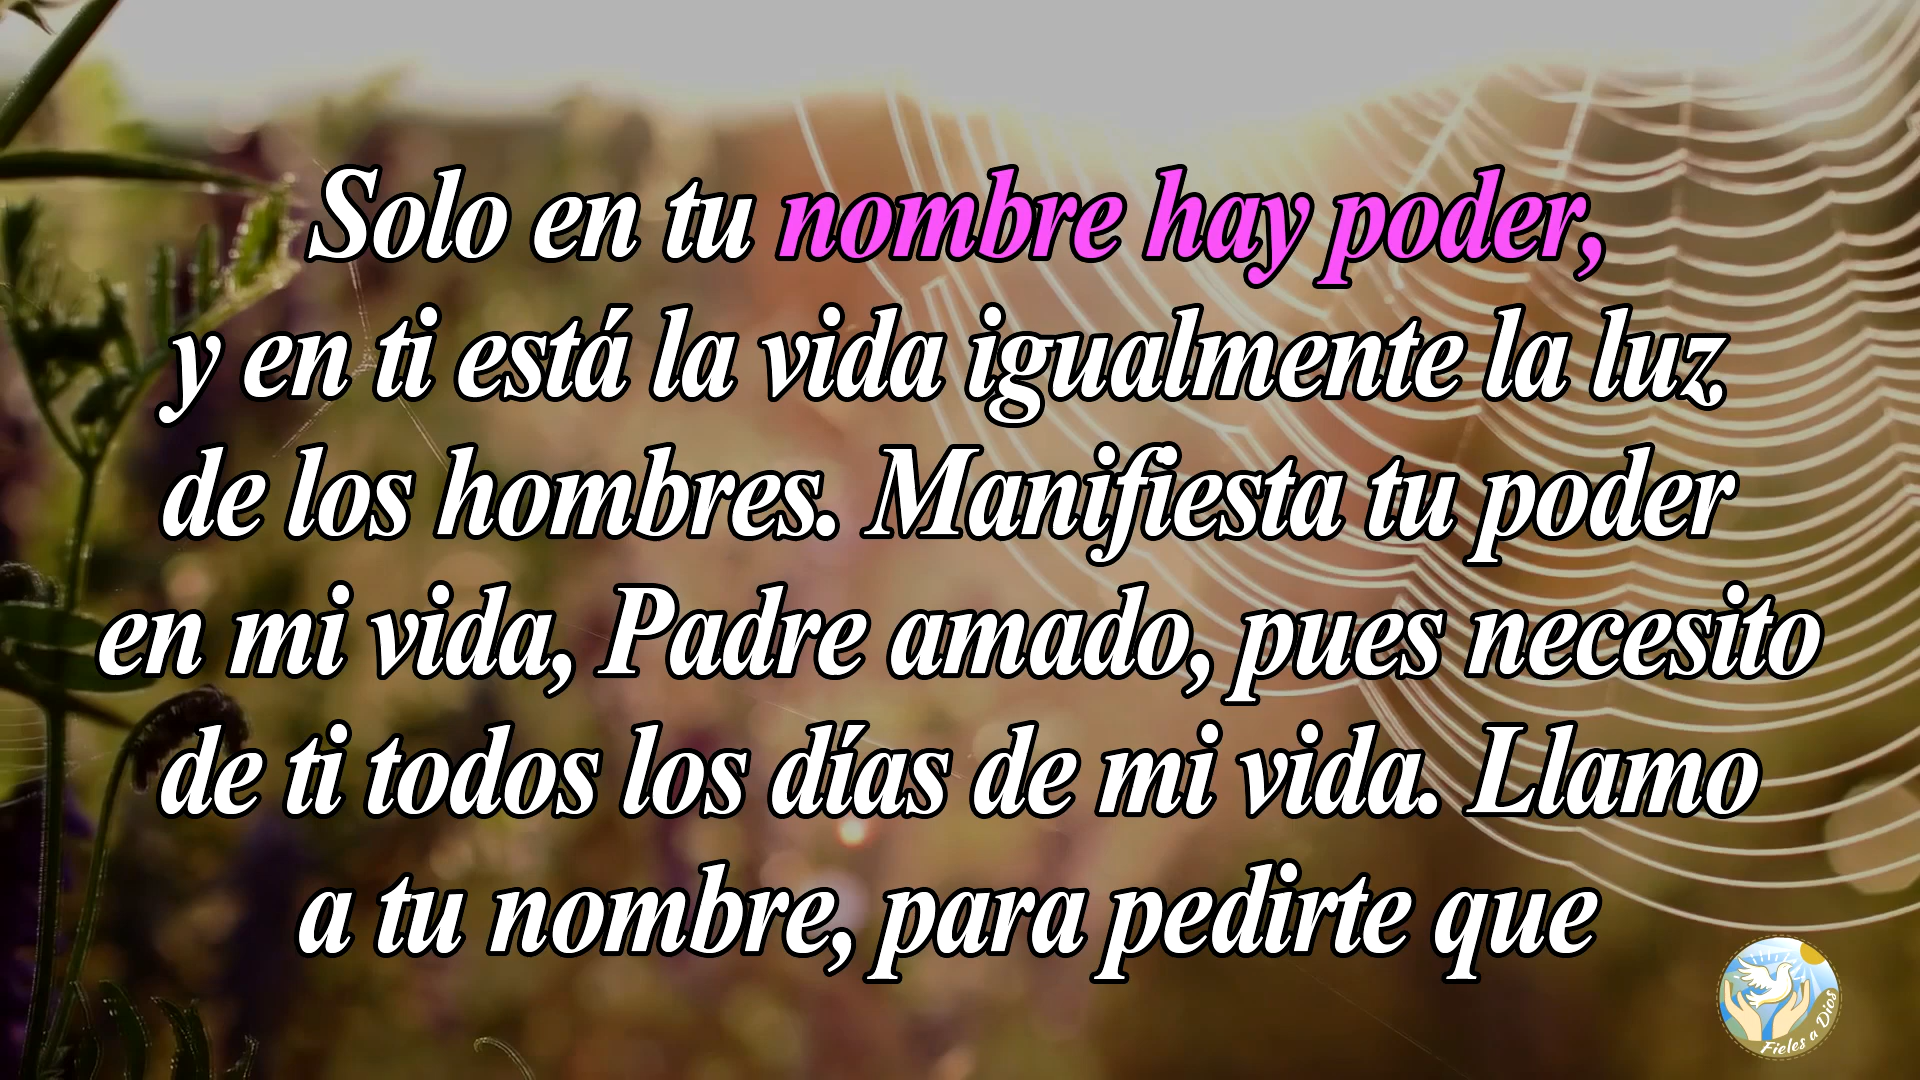 Solo en tu nombre hay poder,
y en ti está la vida igualmente la luz
de los hombres. Manifiesta tu poder
en mi vida, Padre amado, pues necesito
de ti todos los días de mi vida. Llamo
a tu nombre, para pedirte que
Fieles a Dios